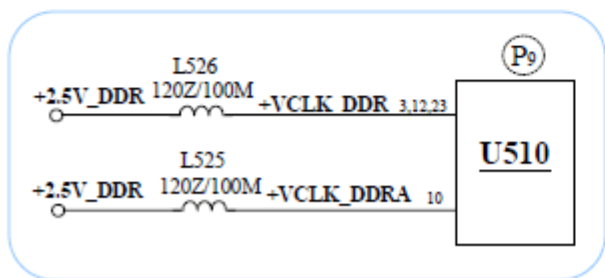 P9
L526
120Z/100M
+2.5V_DDR +VCLK_DDR 3,12,23
U510
L525
120Z/100M
+2.5V_DDR +VCLK_DDRA 10